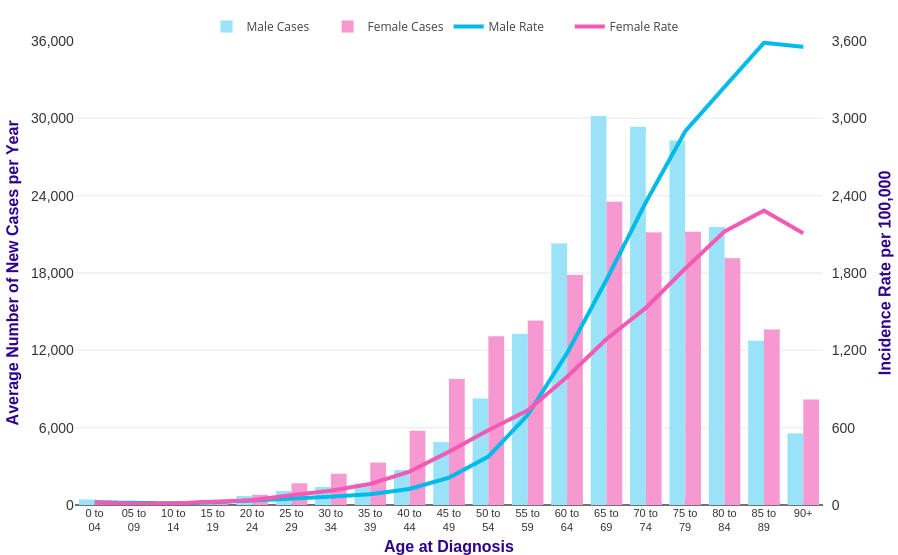 Male Cases Female Cases Male Rate Female Rate
36,000 3,600
30,000 3,000
24,000 2,400
18,000 1,800
12,000 1,200
6,000 600
0 0
Average Number of New Cases per Year
Incidence Rate per 100,000
0 to 05 to 10 to 15 to 20 to 25 to 30 to 35 to 40 to 45 to 50 to 55 to 60 to 65 to 70 to 75 to 80 to 85 to 90+
04 09 14 19 24 29 34 39 44 49 54 59 64 69 74 79 84 89
Age at Diagnosis